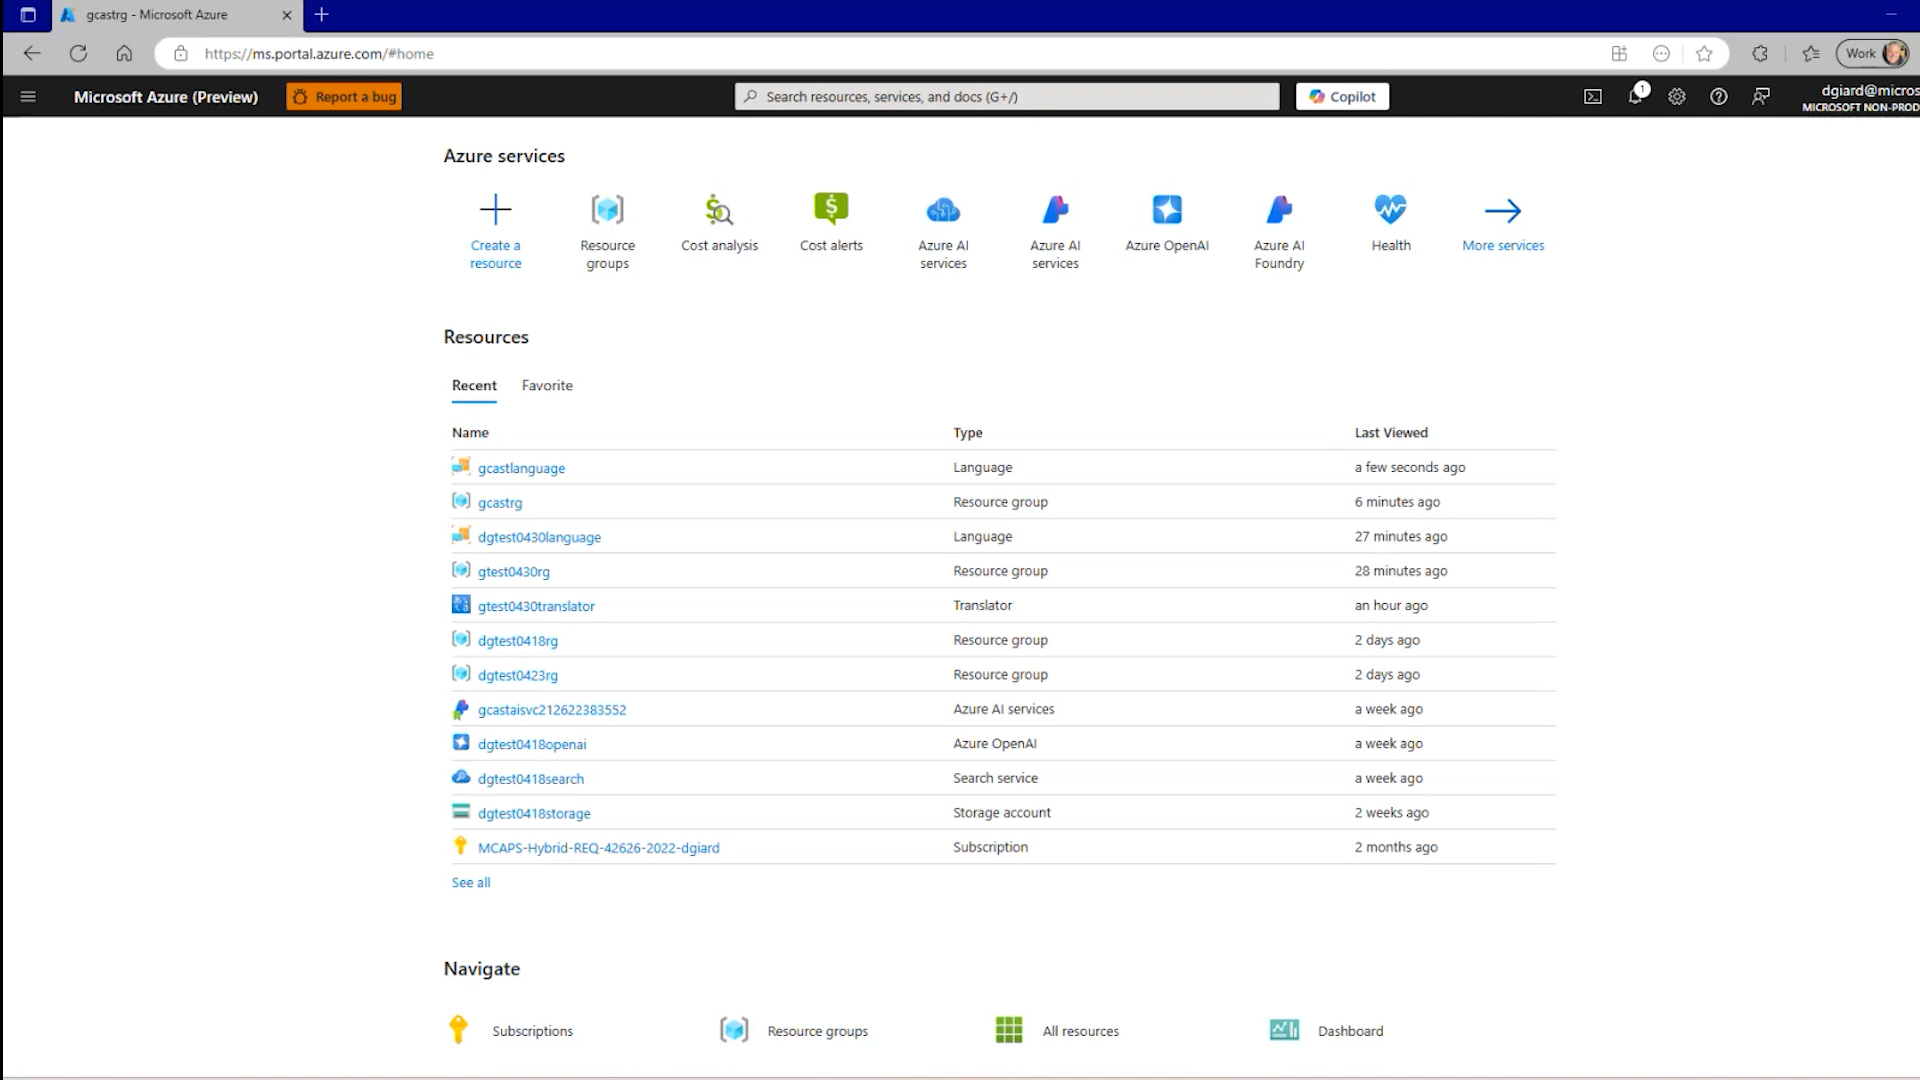 gcastrg - Microsoft Azure
https://ms.portal.azure.com/#home
Work
Microsoft Azure (Preview)
Report a bug
Search resources, services, and docs (G+/)
Copilot
1
dgiard@micros
MICROSOFT NON-PROD
Azure services
Create a
resource
Resource
groups
Cost analysis
Cost alerts
Azure AI
services
Azure AI
services
Azure OpenAI
Azure AI
Foundry
Health
More services
Resources
Recent Favorite
Name Type Last Viewed
gcastlanguage Language a few seconds ago
gcastrg Resource group 6 minutes ago
dgtest0430language Language 27 minutes ago
gtest0430rg Resource group 28 minutes ago
gtest0430translator Translator an hour ago
dgtest0418rg Resource group 2 days ago
dgtest0423rg Resource group 2 days ago
gcastaisvc212622383552 Azure AI services a week ago
dgtest0418openai Azure OpenAI a week ago
dgtest0418search Search service a week ago
dgtest0418storage Storage account 2 weeks ago
MCAPS-Hybrid-REQ-42626-2022-dgiard Subscription 2 months ago
See all
Navigate
Subscriptions Resource groups All resources Dashboard